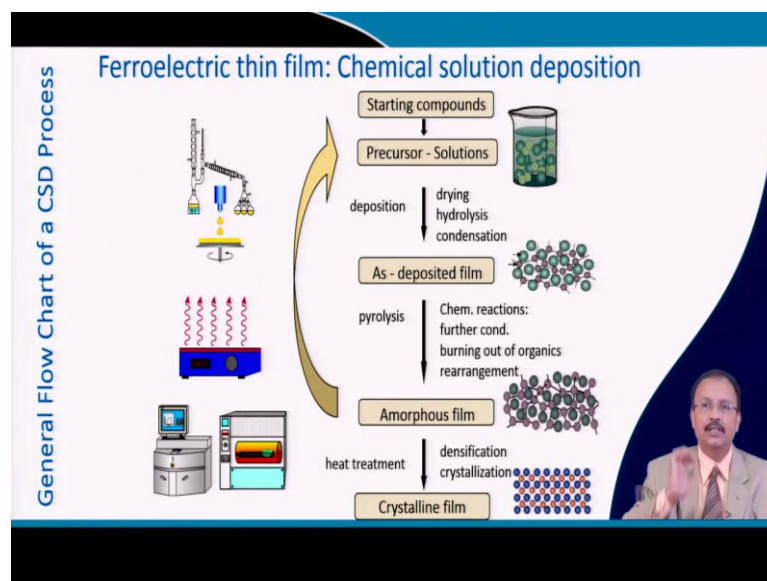 Ferroelectric thin film: Chemical solution deposition
General Flow Chart of a CSD Process
Starting compounds
Precursor - Solutions
deposition
drying
hydrolysis
condensation
As - deposited film
pyrolysis
Chem. reactions:
further cond.
burning out of organics
rearrangement
Amorphous film
heat treatment
densification
crystallization
Crystalline film